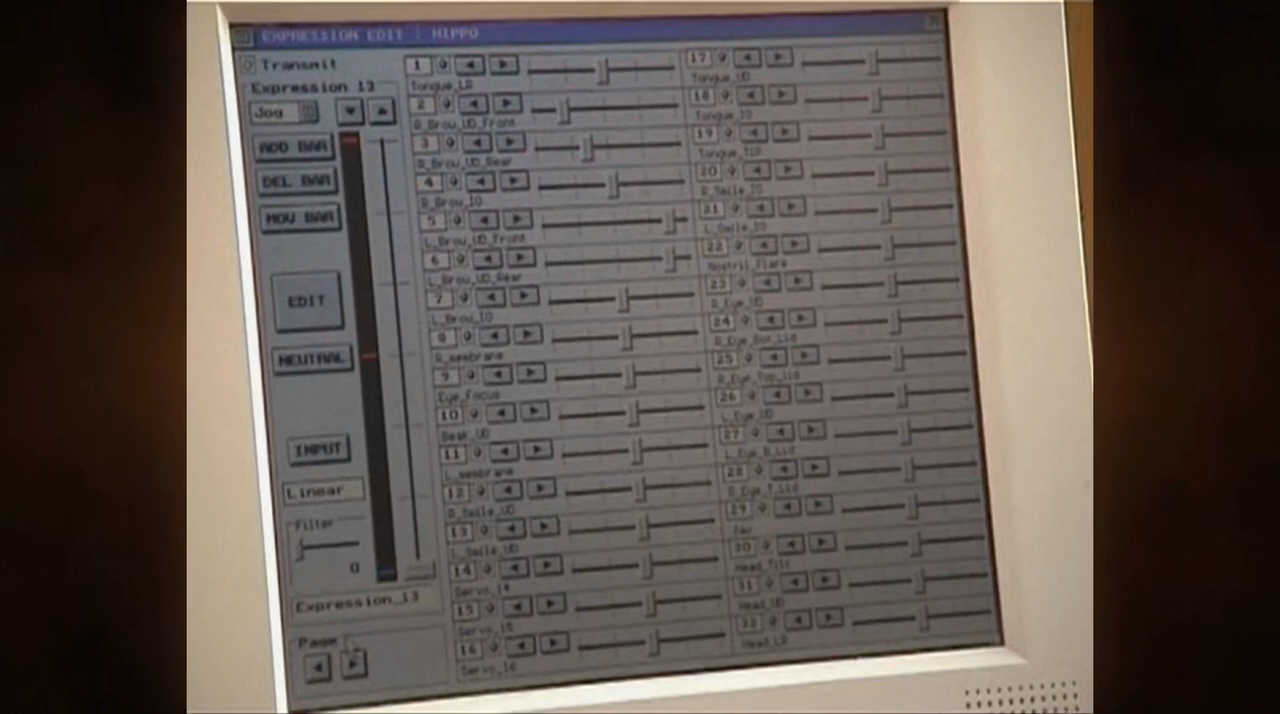 EXPRESSION EDIT : HIPPO
Transmit
Expression 13
Jog
ADD BAR
DEL BAR
MOV BAR
EDIT
NEUTRAL
INPUT
Linear
Filter
0
Expression_13
Page
1
Tongue_LR
2
R_Brow_UD_Front
3
R_Brow_UD_Rear
4
R_Brow_IO
5
L_Brow_UD_Front
6
L_Brow_UD_Rear
7
L_Brow_IO
8
R_membrane
9
Eye_Focus
10
Beak_UD
11
L_membrane
12
R_Smile_UD
13
L_Smile_UD
14
Servo_14
15
Servo_15
16
Servo_16
17
Tongue_UD
18
Tongue_IO
19
Tongue_TIP
20
R_Smile_IO
21
L_Smile_IO
22
Nostril_Flare
23
R_Eye_UD
24
R_Eye_Bot_Lid
25
R_Eye_Top_Lid
26
L_Eye_UD
27
L_Eye_B_Lid
28
29
Jaw
30
Head_Tilt
31
Head_UD
32
Head_LR